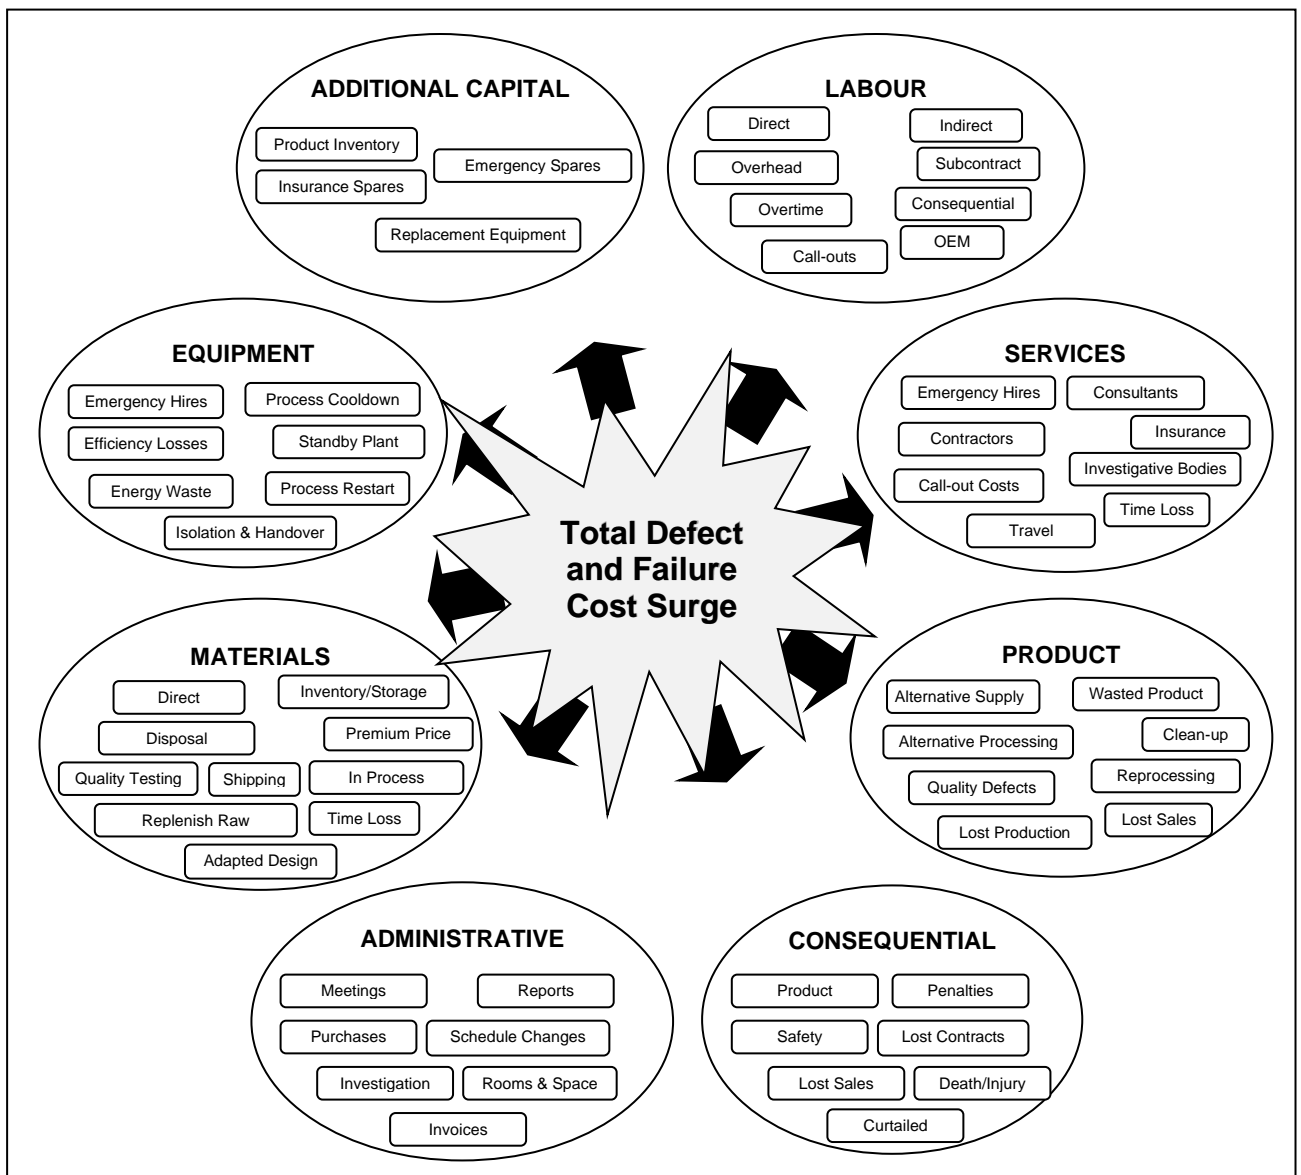 ADDITIONAL CAPITAL
Product Inventory
Emergency Spares
Insurance Spares
Replacement Equipment
LABOUR
Direct
Indirect
Overhead
Subcontract
Overtime
Consequential
OEM
Call-outs
EQUIPMENT
Emergency Hires
Process Cooldown
Efficiency Losses
Standby Plant
Energy Waste
Process Restart
Isolation & Handover
SERVICES
Emergency Hires
Consultants
Contractors
Insurance
Investigative Bodies
Call-out Costs
Time Loss
Travel
Total Defect
and Failure
Cost Surge
MATERIALS
Direct
Inventory/Storage
Disposal
Premium Price
Quality Testing
Shipping
In Process
Replenish Raw
Time Loss
Adapted Design
PRODUCT
Alternative Supply
Wasted Product
Alternative Processing
Clean-up
Quality Defects
Reprocessing
Lost Production
Lost Sales
ADMINISTRATIVE
Meetings
Reports
Purchases
Schedule Changes
Investigation
Rooms & Space
Invoices
CONSEQUENTIAL
Product
Penalties
Safety
Lost Contracts
Lost Sales
Death/Injury
Curtailed